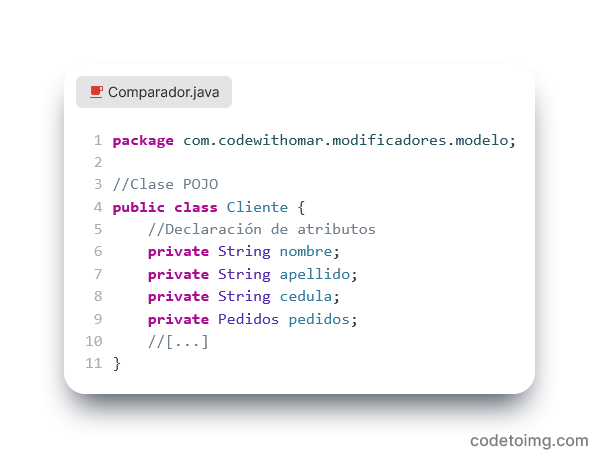 Comparador.java
1 package com.codewithomar.modificadores.modelo;
2
3 //Clase POJO
4 public class Cliente {
5 //Declaración de atributos
6 private String nombre;
7 private String apellido;
8 private String cedula;
9 private Pedidos pedidos;
10 //[...]
11 }
codetoimg.com